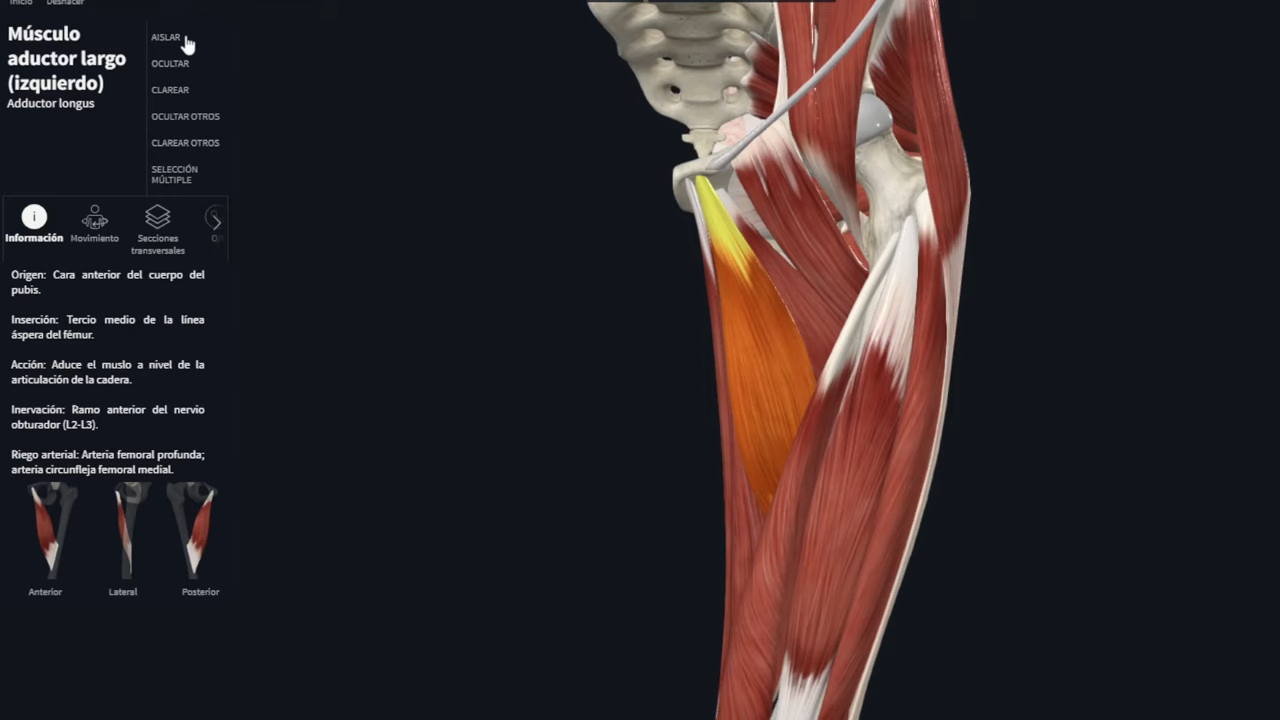 Inicio Deshacer
Músculo
aductor largo
(izquierdo)
Adductor longus
AISLAR
OCULTAR
CLAREAR
OCULTAR OTROS
CLAREAR OTROS
SELECCIÓN
MÚLTIPLE
Información Movimiento Secciones
transversales
Origen: Cara anterior del cuerpo del
pubis.
Inserción: Tercio medio de la línea
áspera del fémur.
Acción: Aduce el muslo a nivel de la
articulación de la cadera.
Inervación: Ramo anterior del nervio
obturador (L2-L3).
Riego arterial: Arteria femoral profunda;
arteria circunfleja femoral medial.
Anterior Lateral Posterior